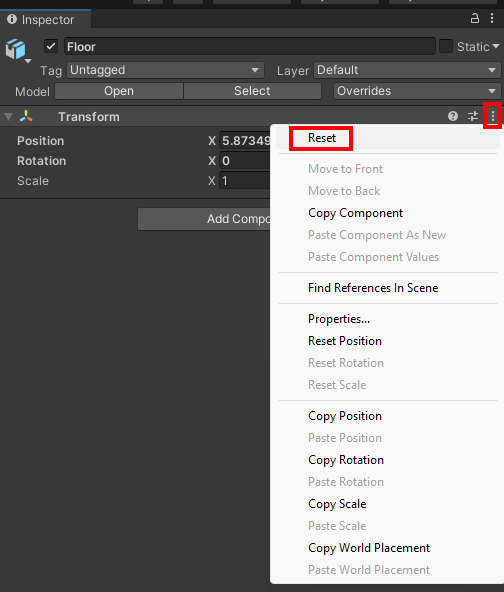 Inspector
Floor
Static
Tag Untagged Layer Default
Model Open Select Overrides
Transform
Position X 5.87349
Rotation X 0
Scale X 1
Add Compo
Reset
Move to Front
Move to Back
Copy Component
Paste Component As New
Paste Component Values
Find References In Scene
Properties...
Reset Position
Reset Rotation
Reset Scale
Copy Position
Paste Position
Copy Rotation
Paste Rotation
Copy Scale
Paste Scale
Copy World Placement
Paste World Placement